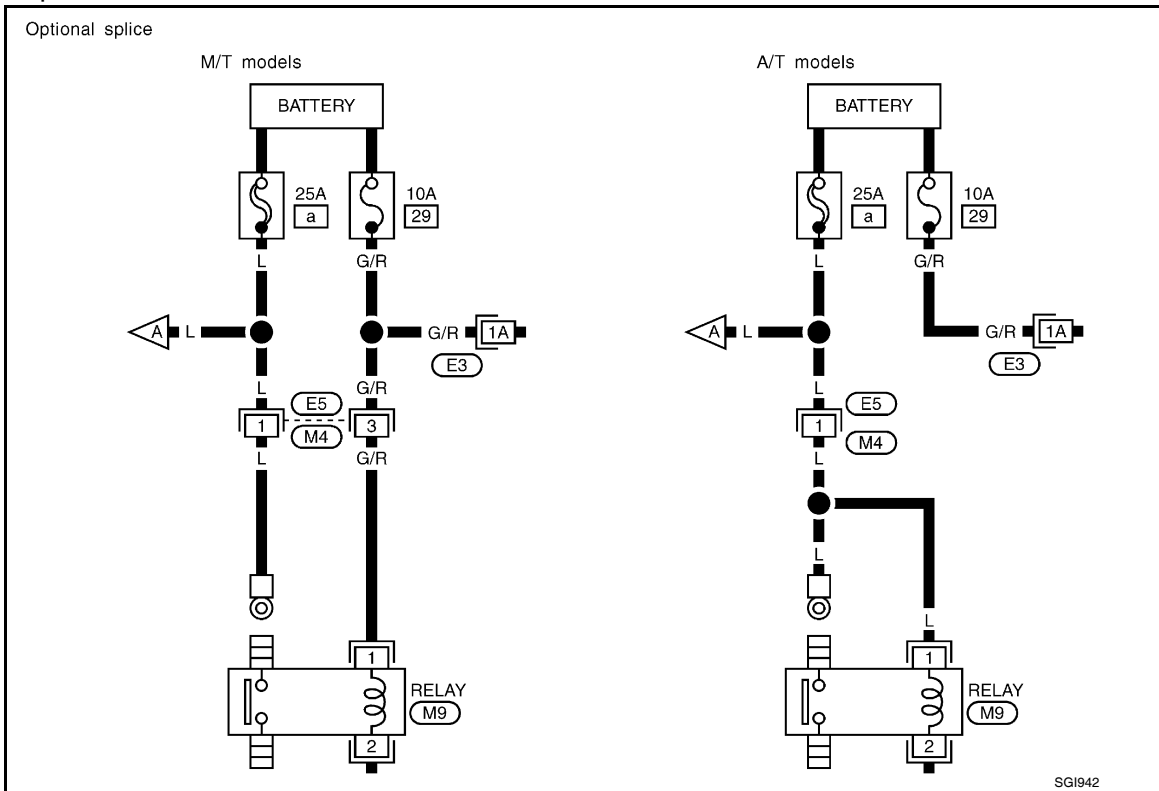 Optional splice
M/T models
BATTERY
25A
a
10A
29
L
G/R
A
L
G/R
1A
E3
L
G/R
E5
1
3
M4
L
G/R
1
RELAY
M9
2
A/T models
BATTERY
25A
a
10A
29
L
G/R
A
L
G/R
1A
E3
L
E5
1
M4
L
L
L
1
RELAY
M9
2
SGI942